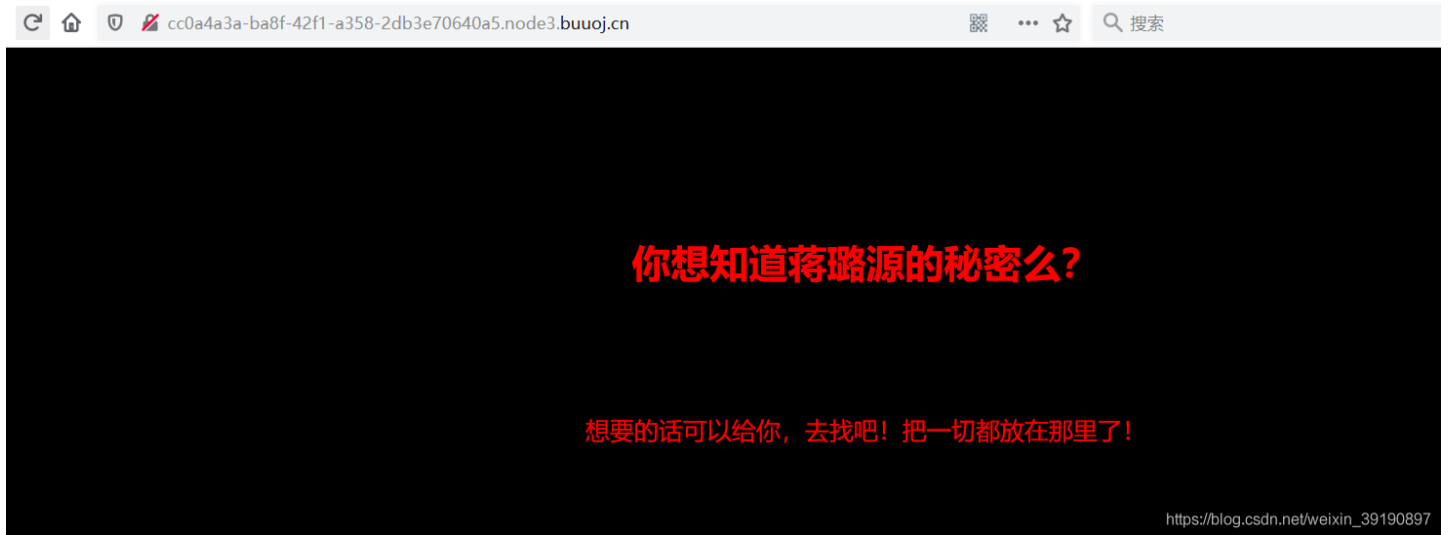 cc0a4a3a-ba8f-42f1-a358-2db3e70640a5.node3.buuoj.cn
搜索
你想知道蒋璐源的秘密么?
想要的话可以给你，去找吧！把一切都放在那里了！
https://blog.csdn.net/weixin_39190897